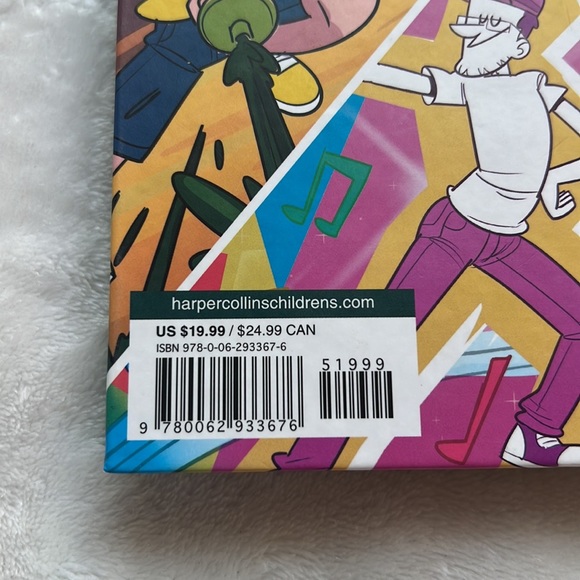 harpercollinschildrens.com
US $19.99 / $24.99 CAN
ISBN 978-0-06-293367-6
51999
9 780062 933676